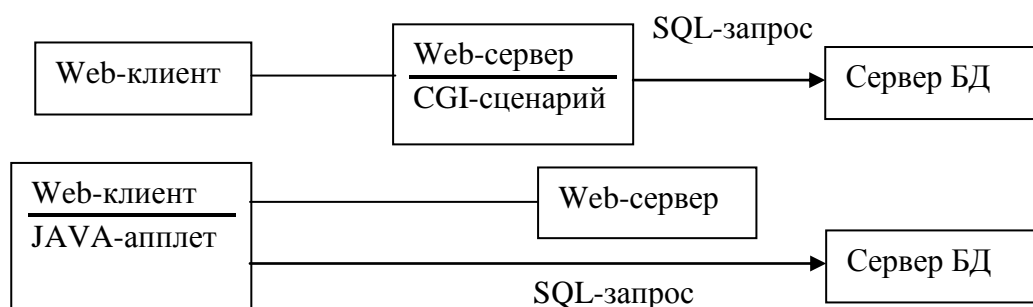 SQL-запрос
Web-клиент
Web-сервер
CGI-сценарий
Сервер БД
Web-клиент
JAVA-апплет
Web-сервер
Сервер БД
SQL-запрос